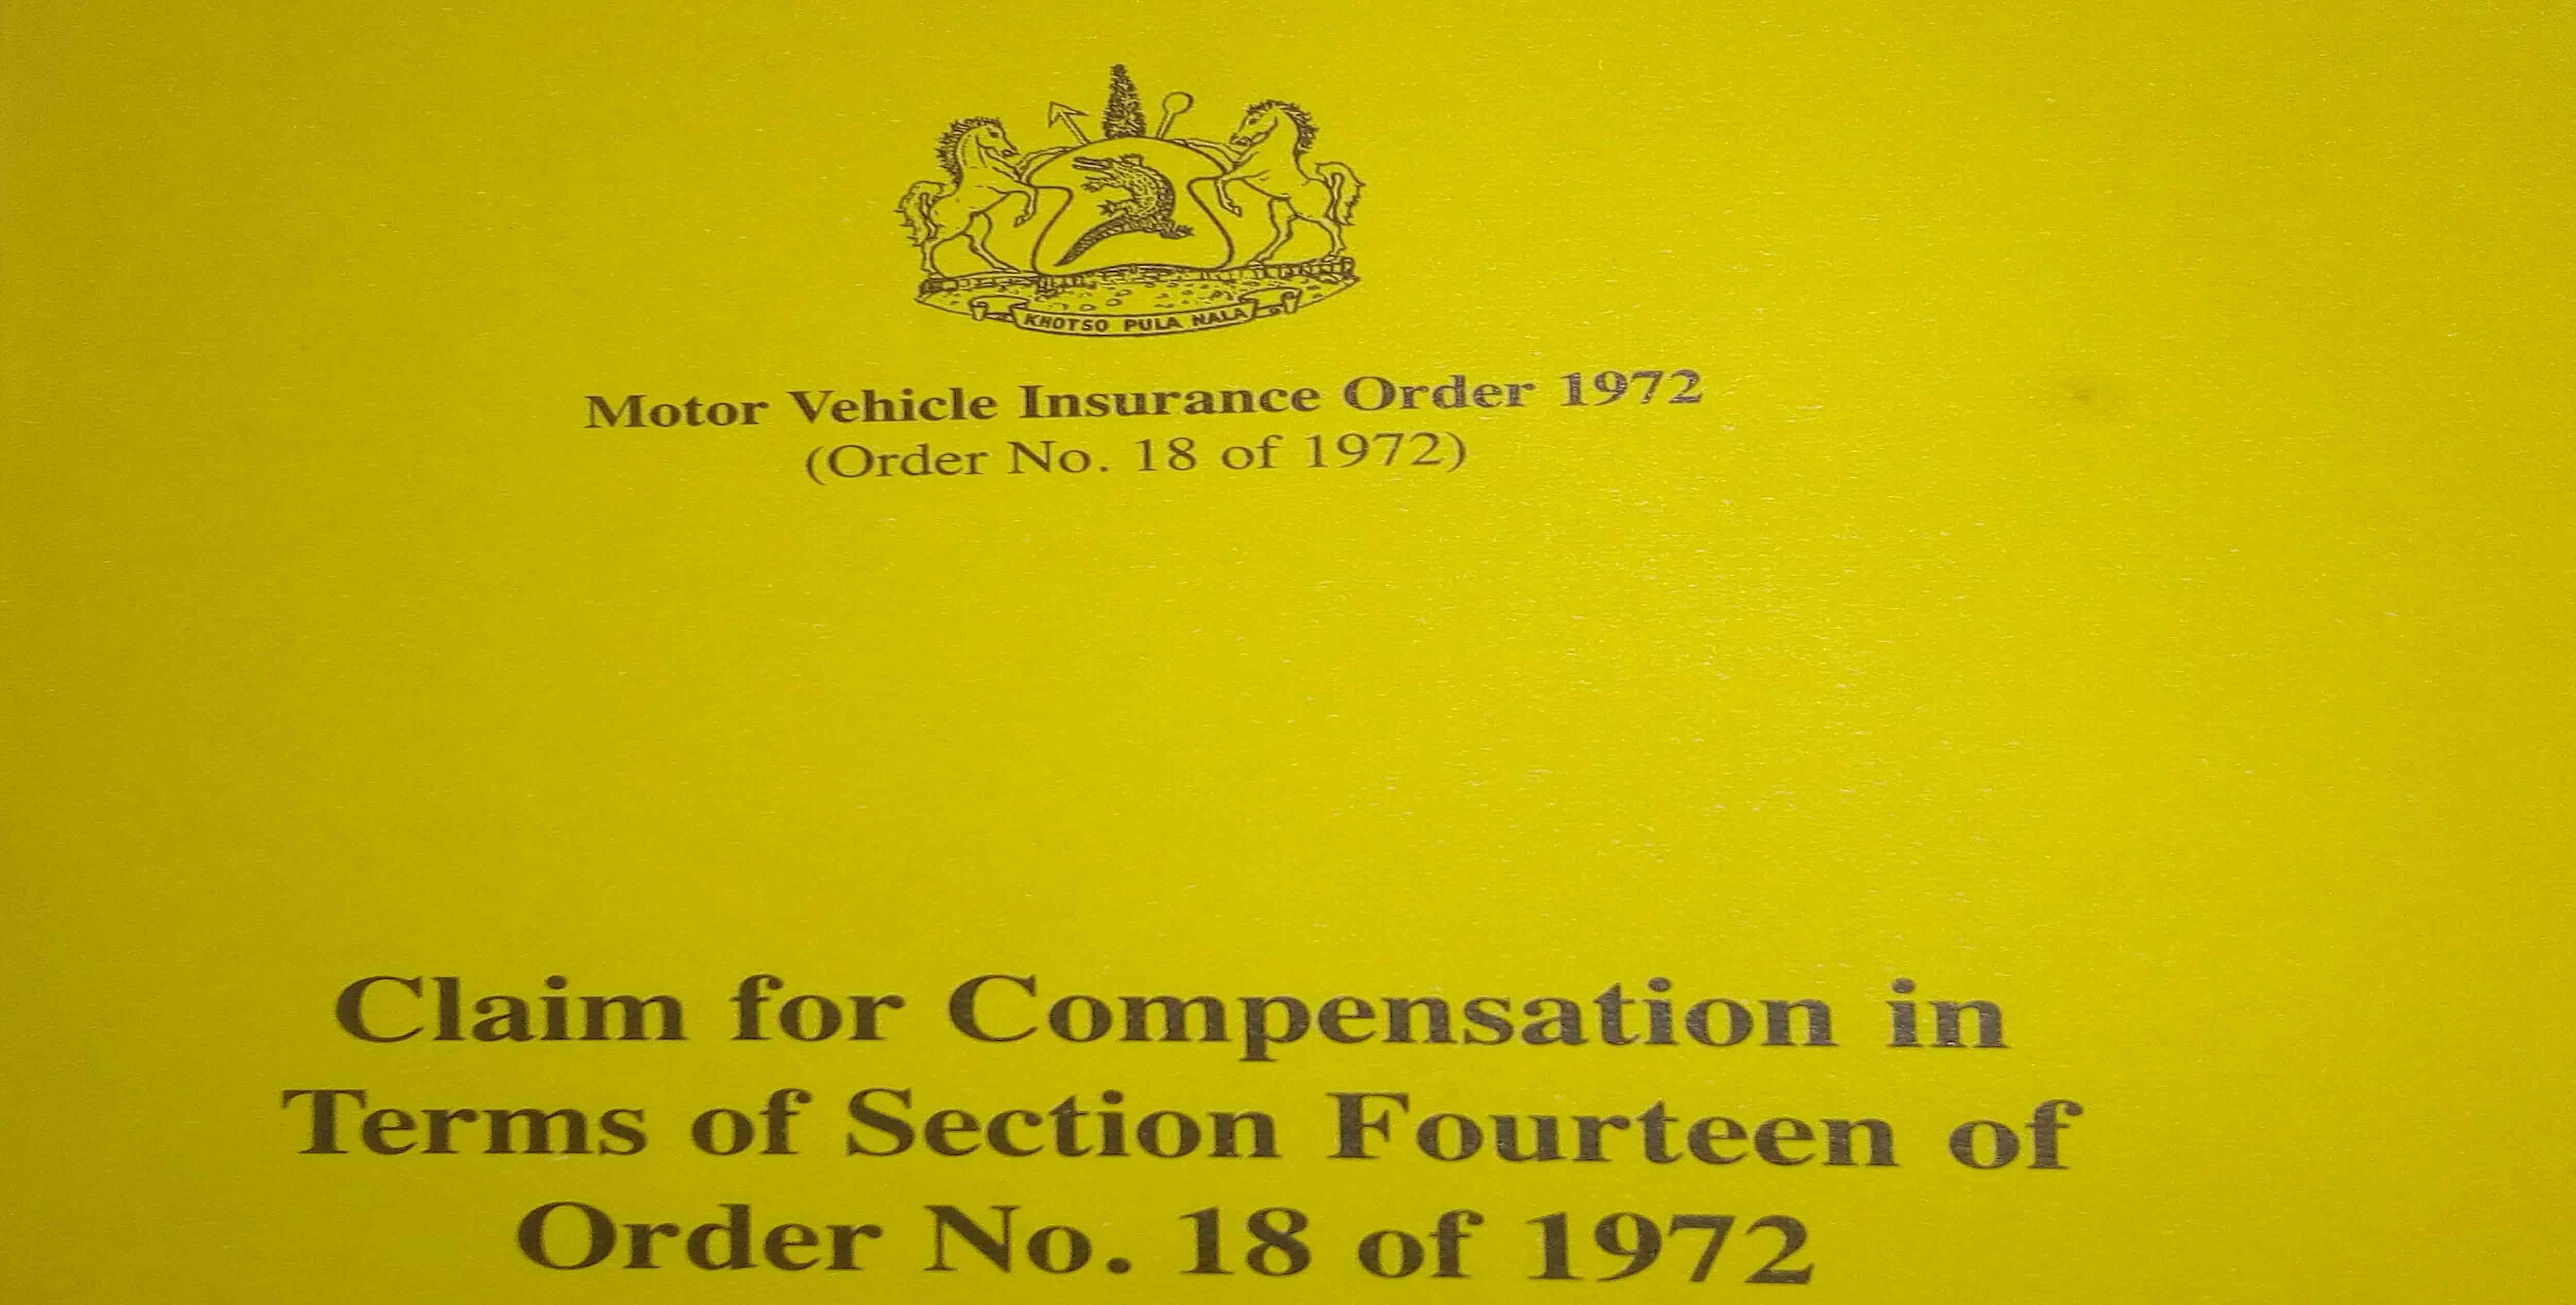 KHOTSO PULA NALA
Motor Vehicle Insurance Order 1972
(Order No. 18 of 1972)
Claim for Compensation in
Terms of Section Fourteen of
Order No. 18 of 1972